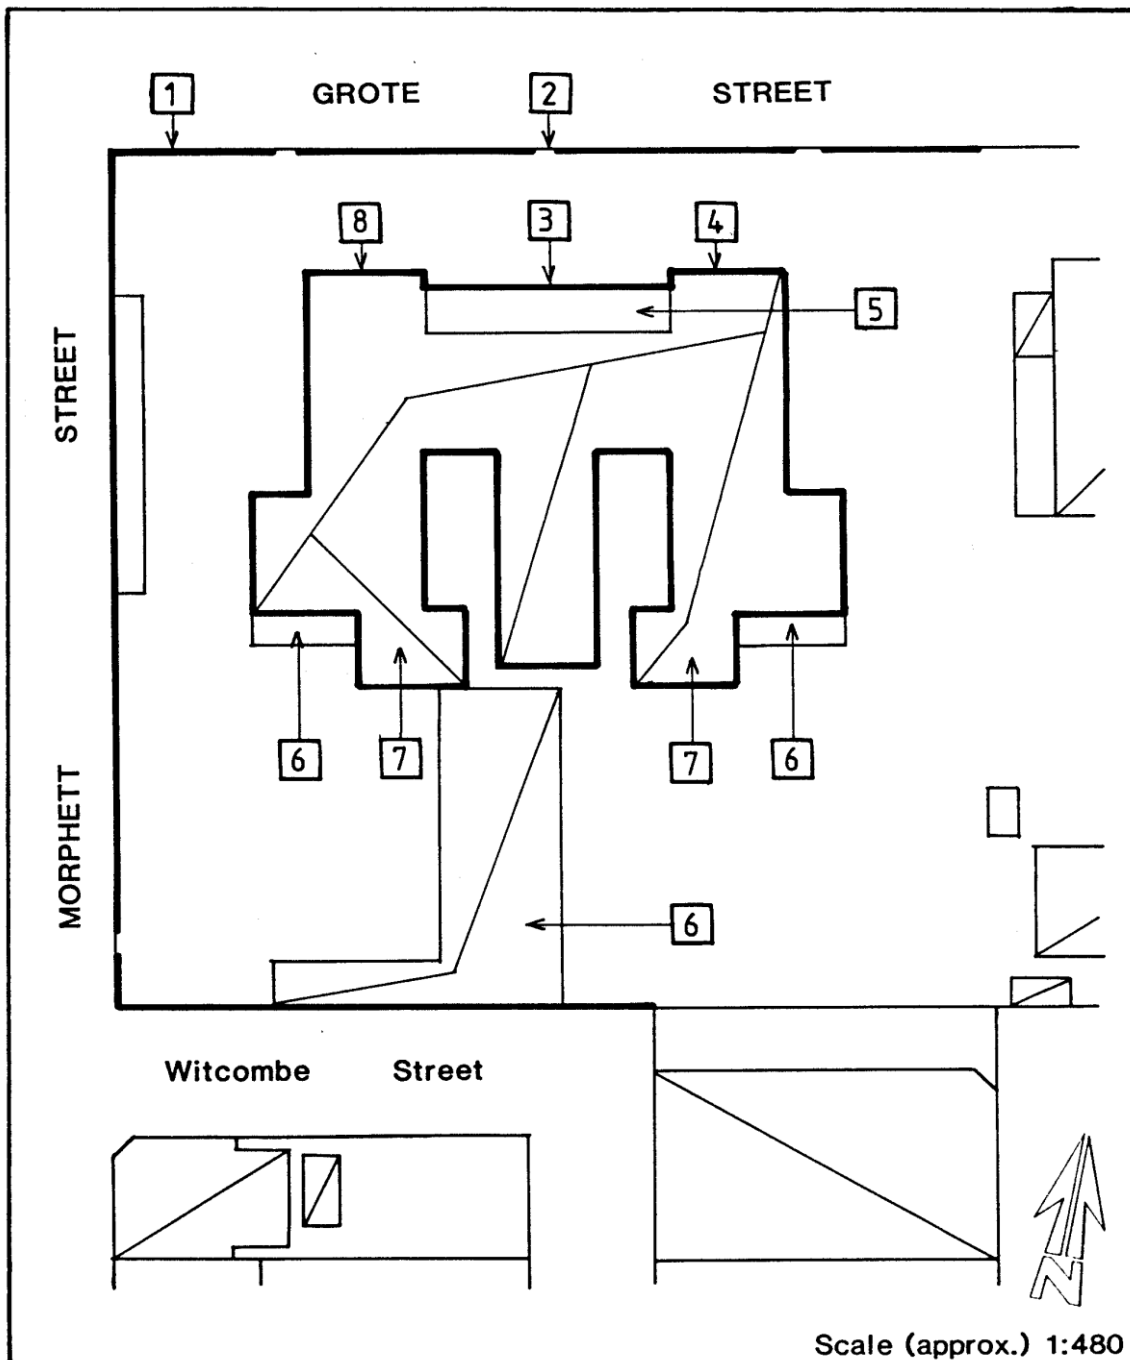 1 GROTE 2 STREET
8 3 4
5
STREET
6 7 7 6
MORPHETT
6
Witcombe Street
N
Scale (approx.) 1:480